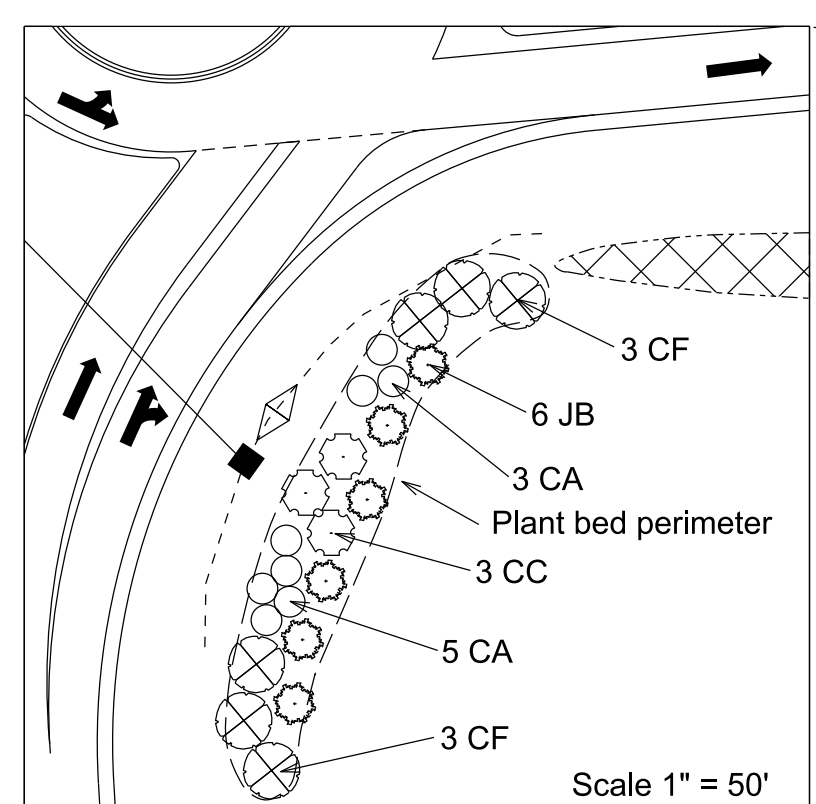 3 CF
6 JB
3 CA
Plant bed perimeter
3 CC
5 CA
3 CF
Scale 1" = 50'